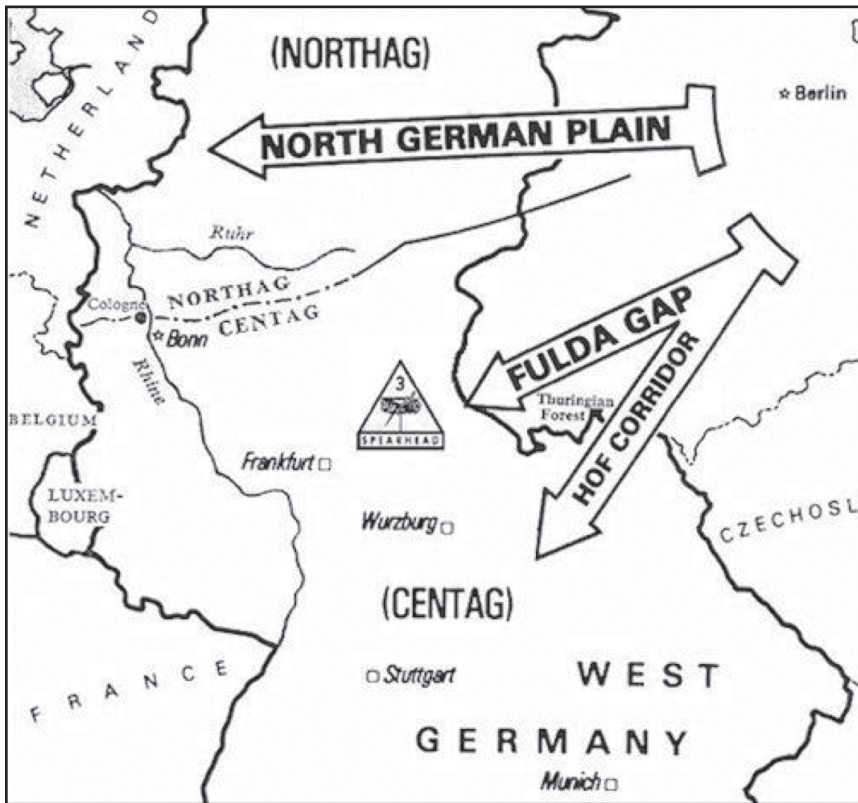 (NORTHAG)
Berlin
NETHERLAND
NORTH GERMAN PLAIN
Ruhr
NORTHAG
CENTAG
Cologne
Bonn
Rhine
FULDA GAP
HOF CORRIDOR
Thuringian
Forest
3
SPEARHEAD
BELGIUM
Frankfurt
LUXEM-
BOURG
Wurzburg
CZECHOSL
(CENTAG)
FRANCE
Stuttgart
WEST
GERMANY
Munich